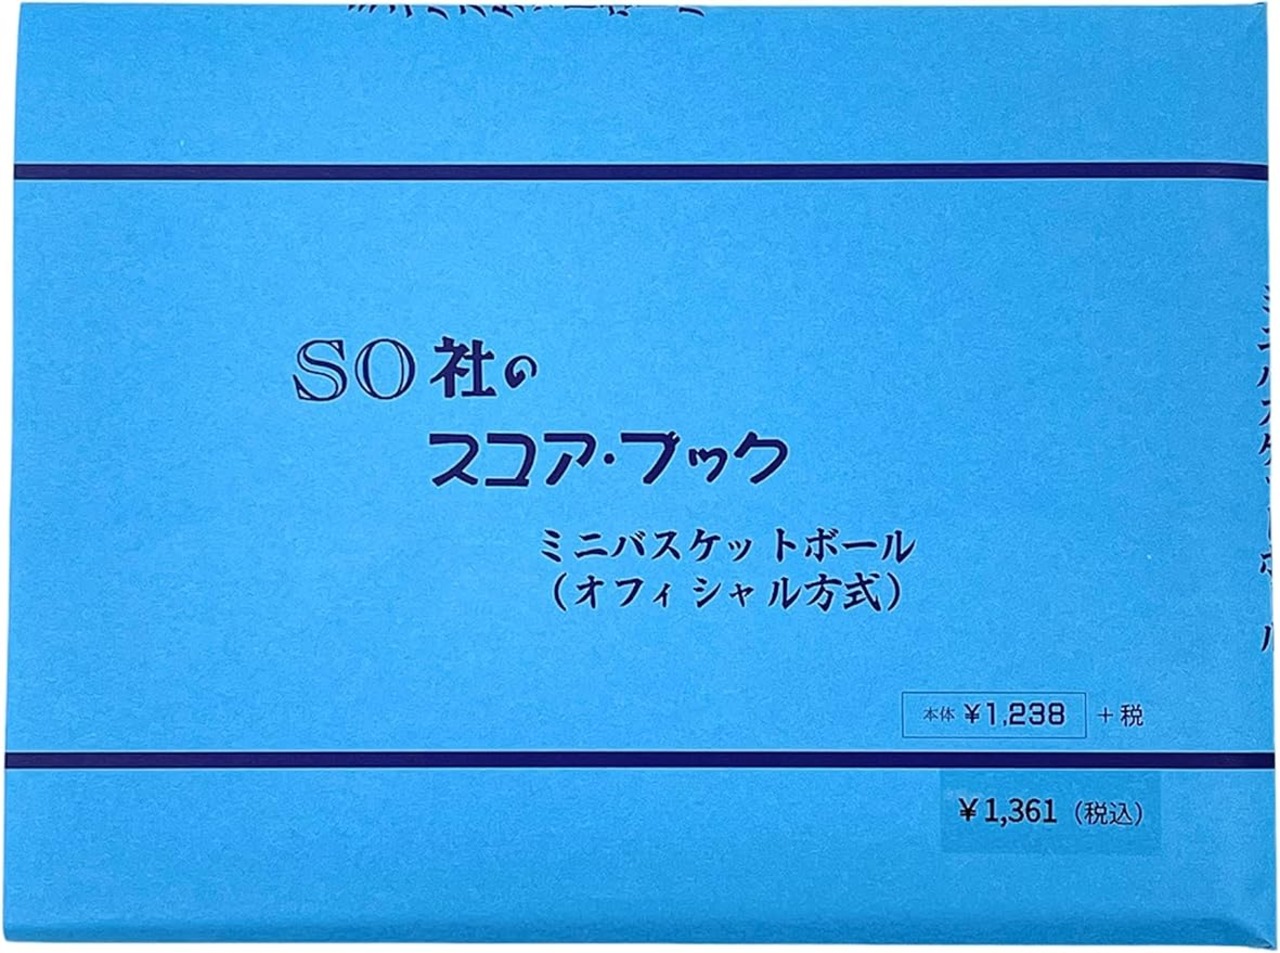 SO社の
スコア・ブック
ミニバスケットボール
(オフィシャル方式)
本体 ¥1,238 +税
¥1,361 (税込)